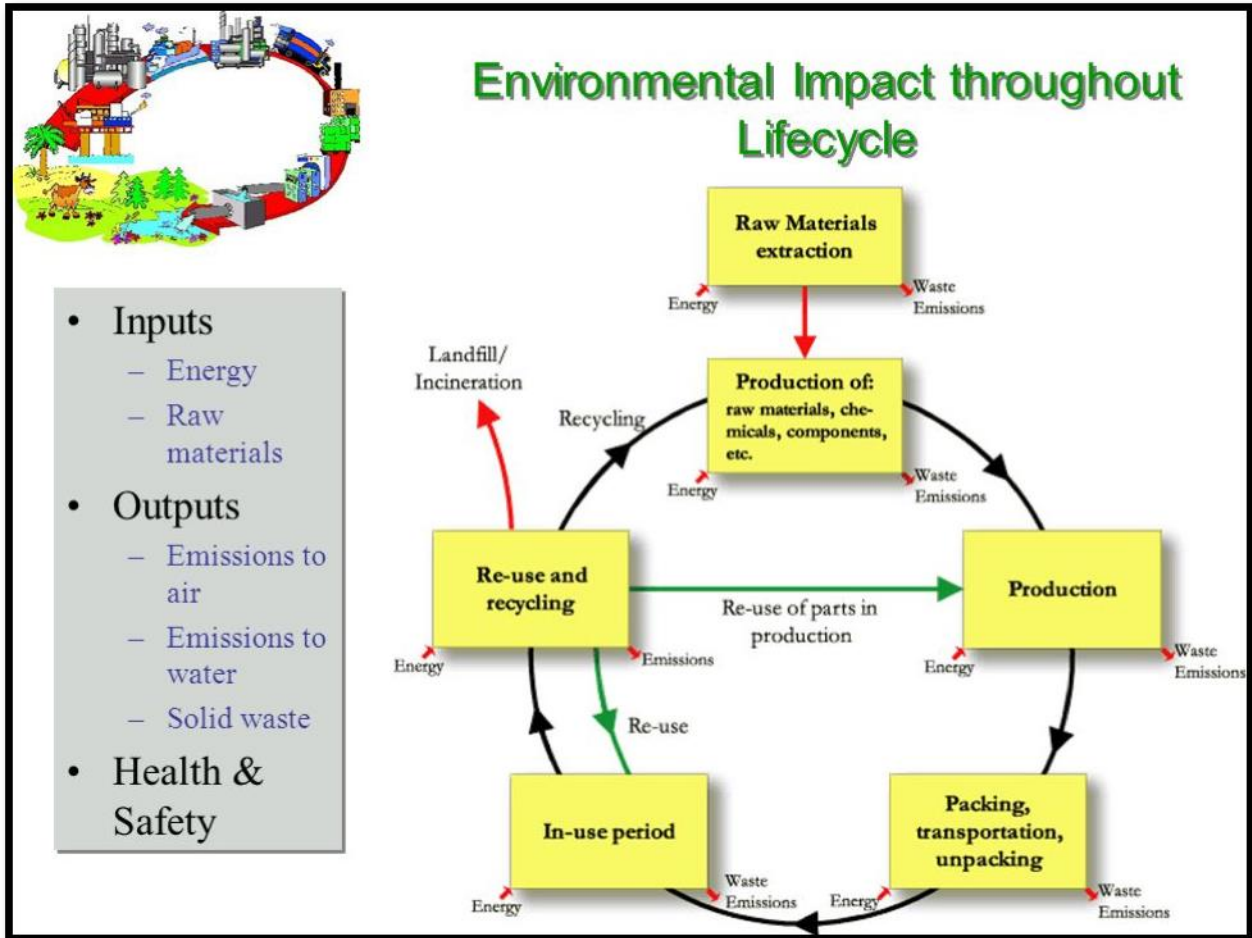 Environmental Impact throughout
Lifecycle
• Inputs
– Energy
– Raw
materials
• Outputs
– Emissions to
air
– Emissions to
water
– Solid waste
• Health &
Safety
Raw Materials
extraction
Energy
Waste
Emissions
Landfill/
Incineration
Recycling
Production of:
raw materials, che-
micals, components,
etc.
Energy
Waste
Emissions
Re-use and
recycling
Energy
Emissions
Re-use of parts in
production
Production
Energy
Waste
Emissions
Re-use
In-use period
Energy
Waste
Emissions
Packing,
transportation,
unpacking
Energy
Waste
Emissions